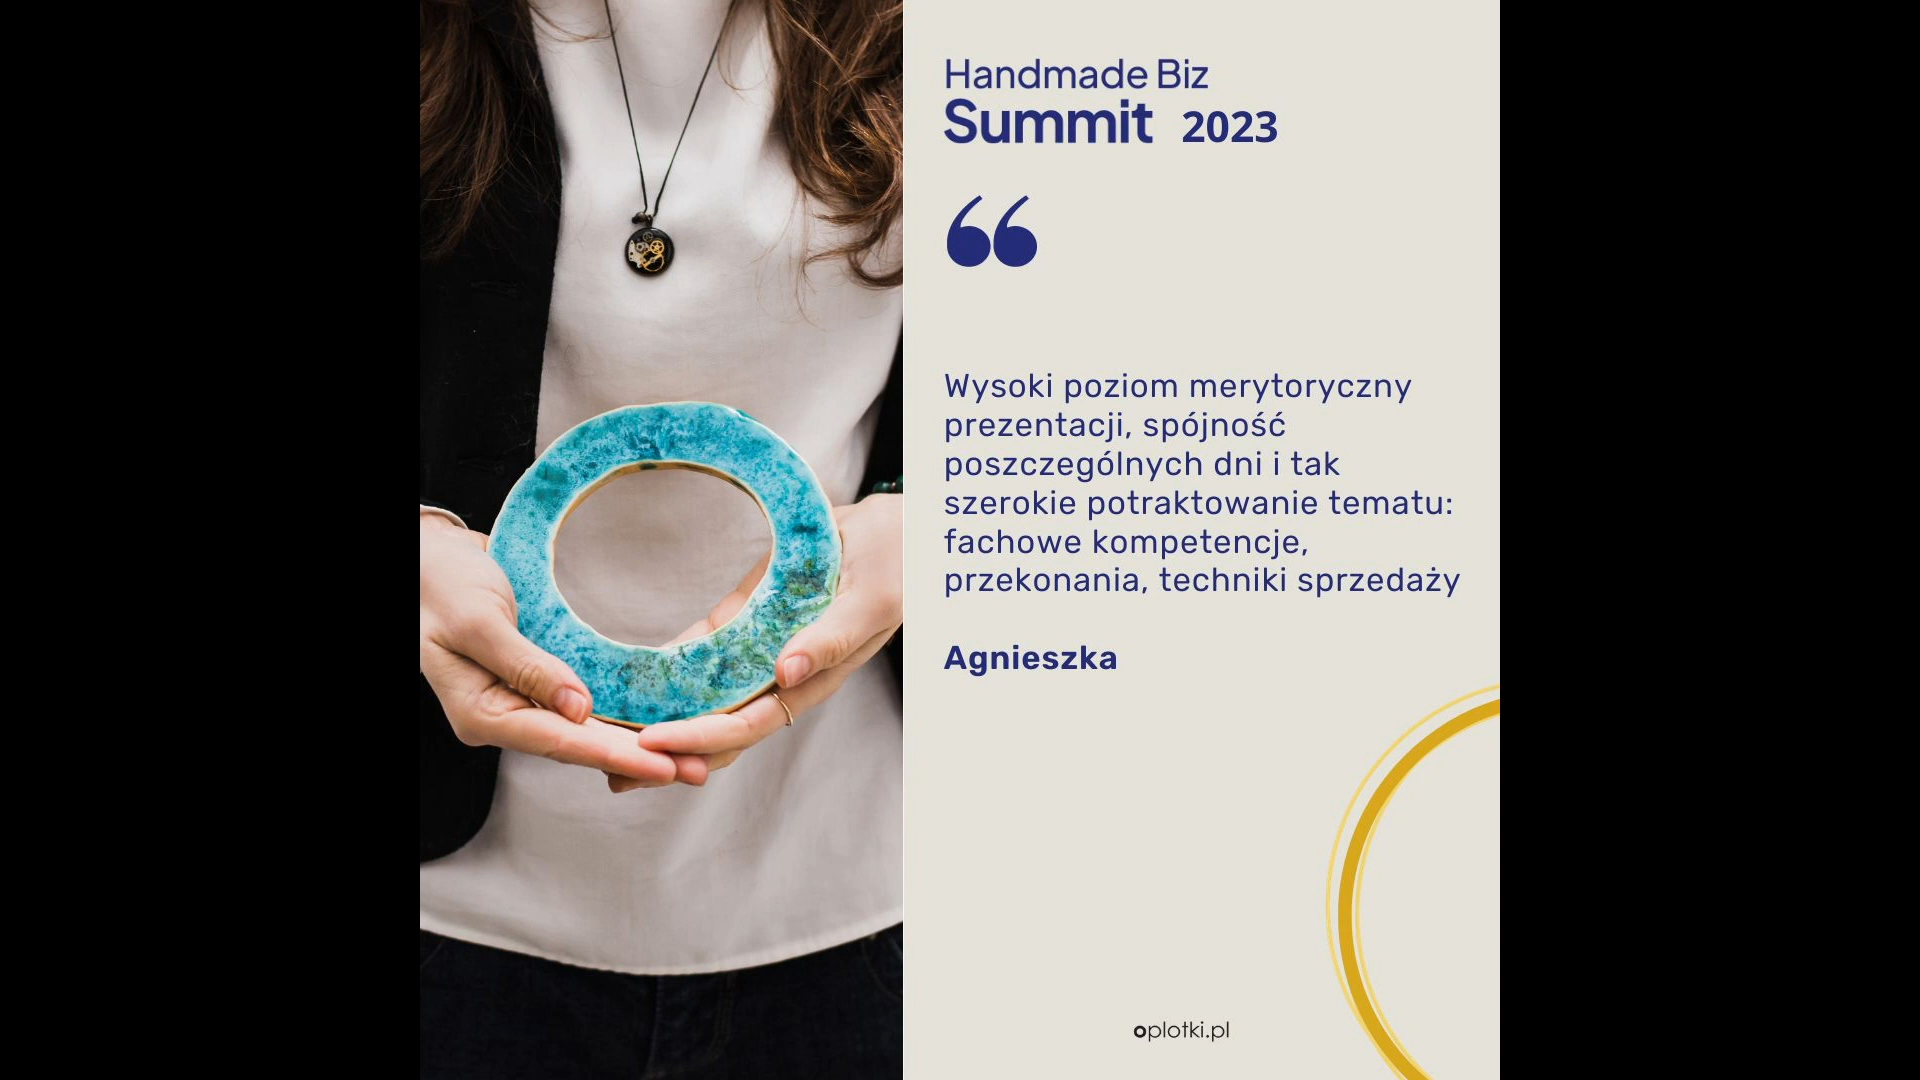 Handmade Biz
Summit 2023
“
Wysoki poziom merytoryczny
prezentacji, spójność
poszczególnych dni i tak
szerokie potraktowanie tematu:
fachowe kompetencje,
przekonania, techniki sprzedaży
Agnieszka
oplotki.pl